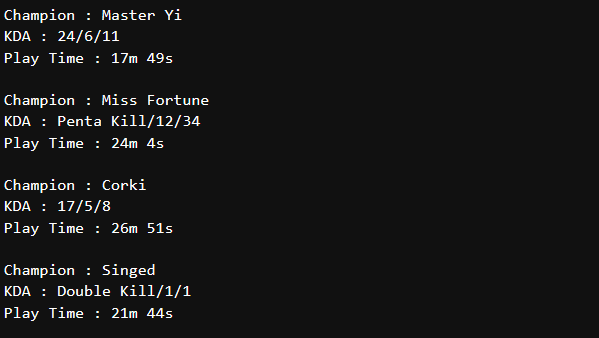 Champion : Master Yi
KDA : 24/6/11
Play Time : 17m 49s
Champion : Miss Fortune
KDA : Penta Kill/12/34
Play Time : 24m 4s
Champion : Corki
KDA : 17/5/8
Play Time : 26m 51s
Champion : Singed
KDA : Double Kill/1/1
Play Time : 21m 44s